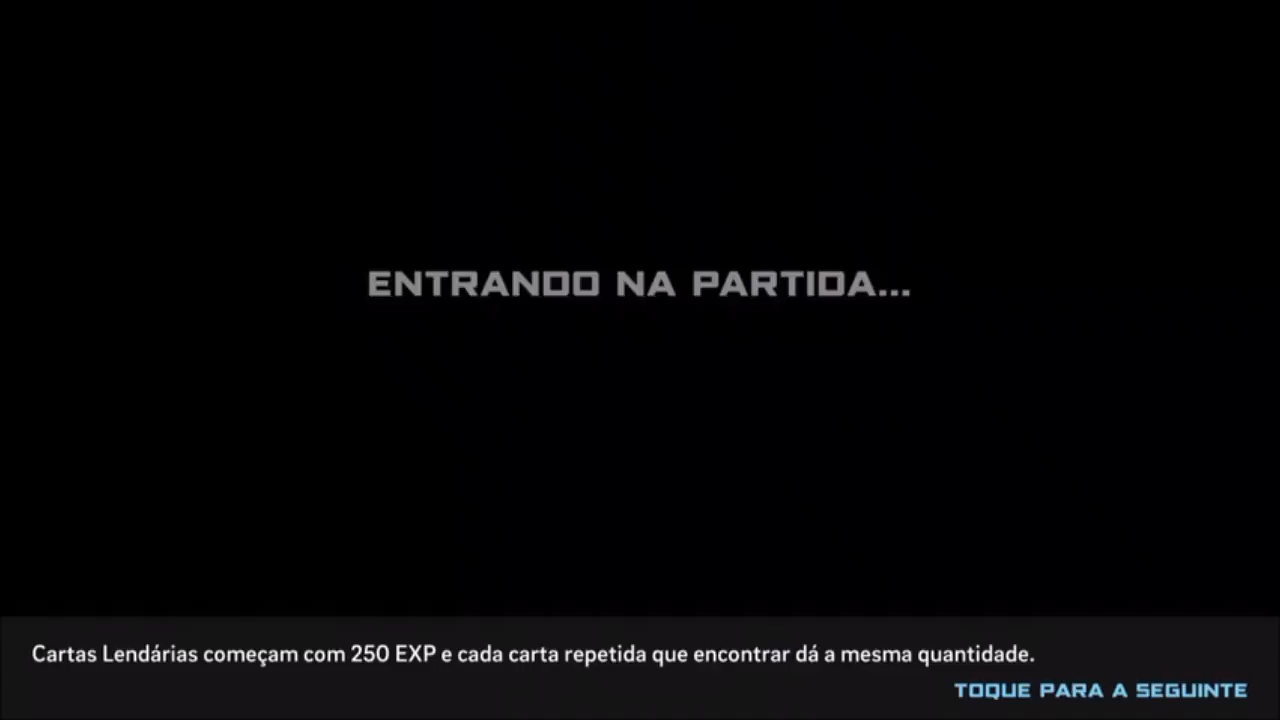 ENTRANDO NA PARTIDA...
Cartas Lendárias começam com 250 EXP e cada carta repetida que encontrar dá a mesma quantidade.
TOQUE PARA A SEGUINTE